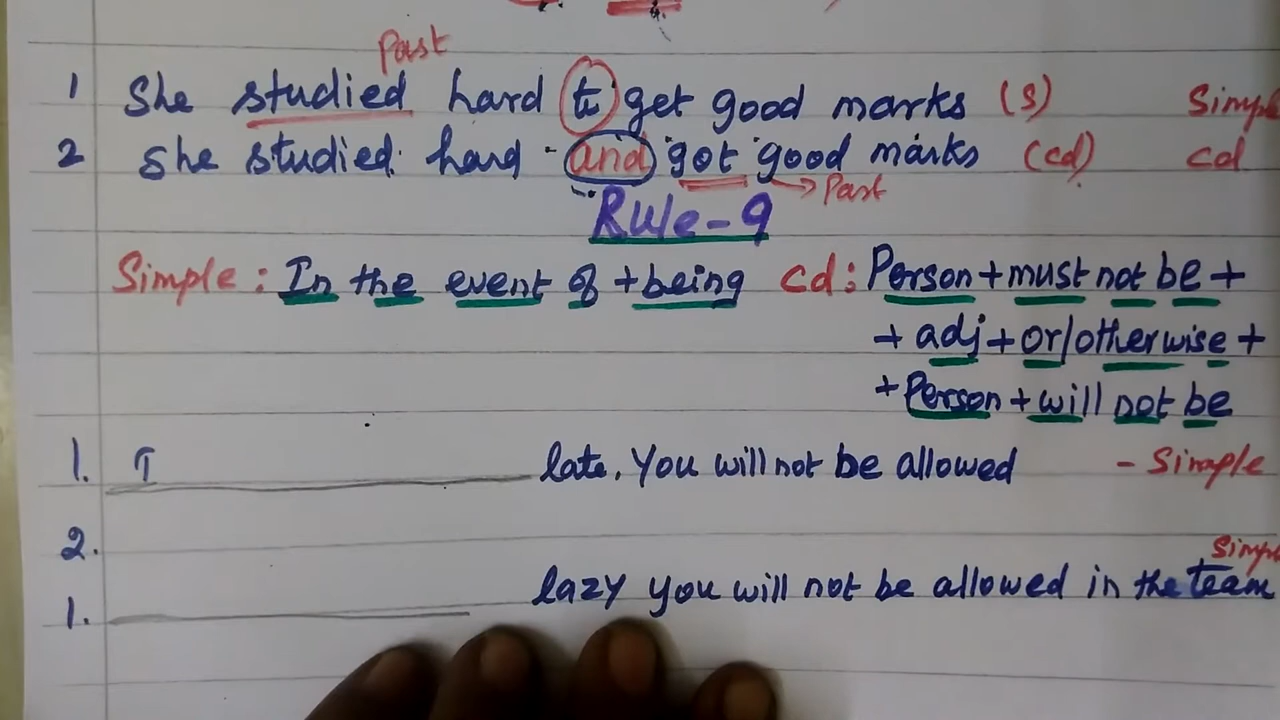 Past
1 She studied hard to get good marks (s) Simple
2 She studied hard and got good marks (cd) cd
Past
Rule-9
Simple: In the event of + being cd: Person + must not be +
+ adj + or/otherwise +
+ Person + will not be
1. I late. You will not be allowed - Simple
2.
Simple
1. lazy you will not be allowed in the team